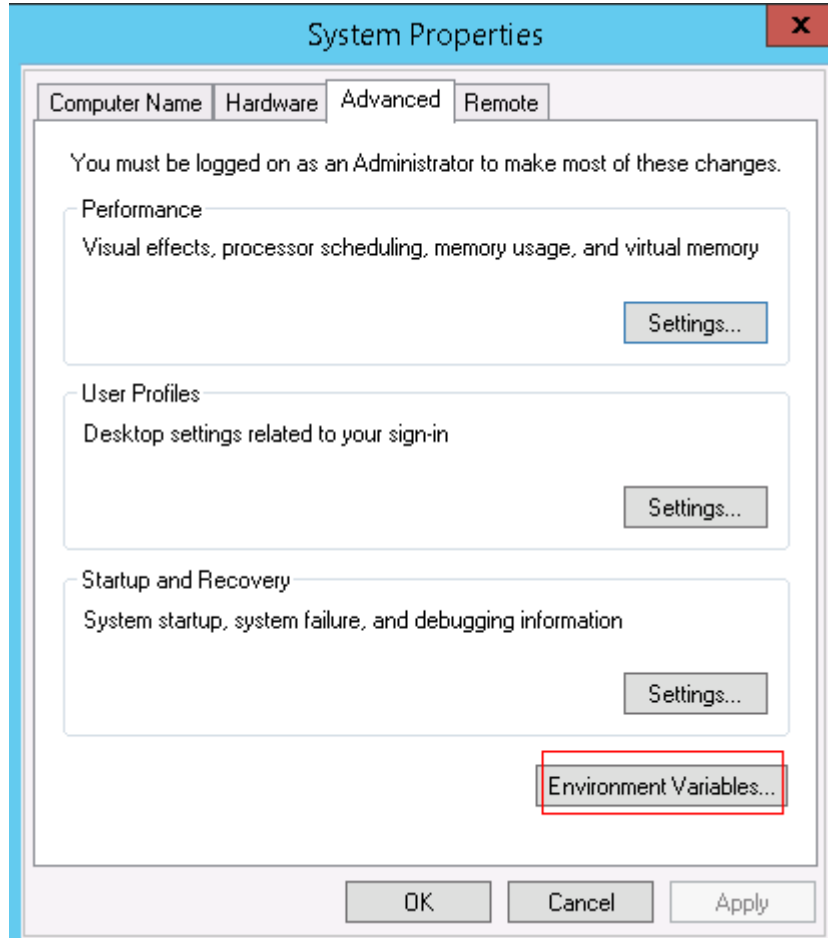 System Properties
x
Computer Name Hardware Advanced Remote
You must be logged on as an Administrator to make most of these changes.
Performance
Visual effects, processor scheduling, memory usage, and virtual memory
Settings...
User Profiles
Desktop settings related to your sign-in
Settings...
Startup and Recovery
System startup, system failure, and debugging information
Settings...
Environment Variables...
OK Cancel Apply